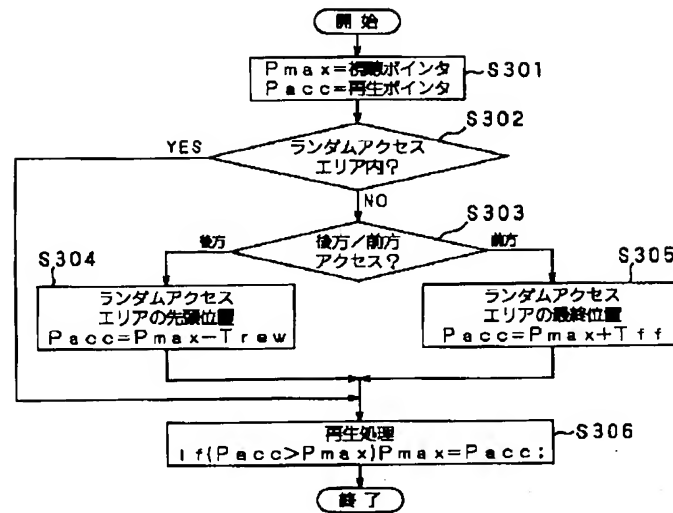 開始
Pmax=視聴ポインタ
Pacc=再生ポインタ
S301
S302
YES
ランダムアクセス
エリア内?
NO
S303
後方
後方/前方
アクセス?
前方
S304
ランダムアクセス
エリアの先頭位置
Pacc=Pmax−Trew
S305
ランダムアクセス
エリアの最終位置
Pacc=Pmax+Tff
再生処理
if(Pacc>Pmax)Pmax=Pacc;
S306
終了